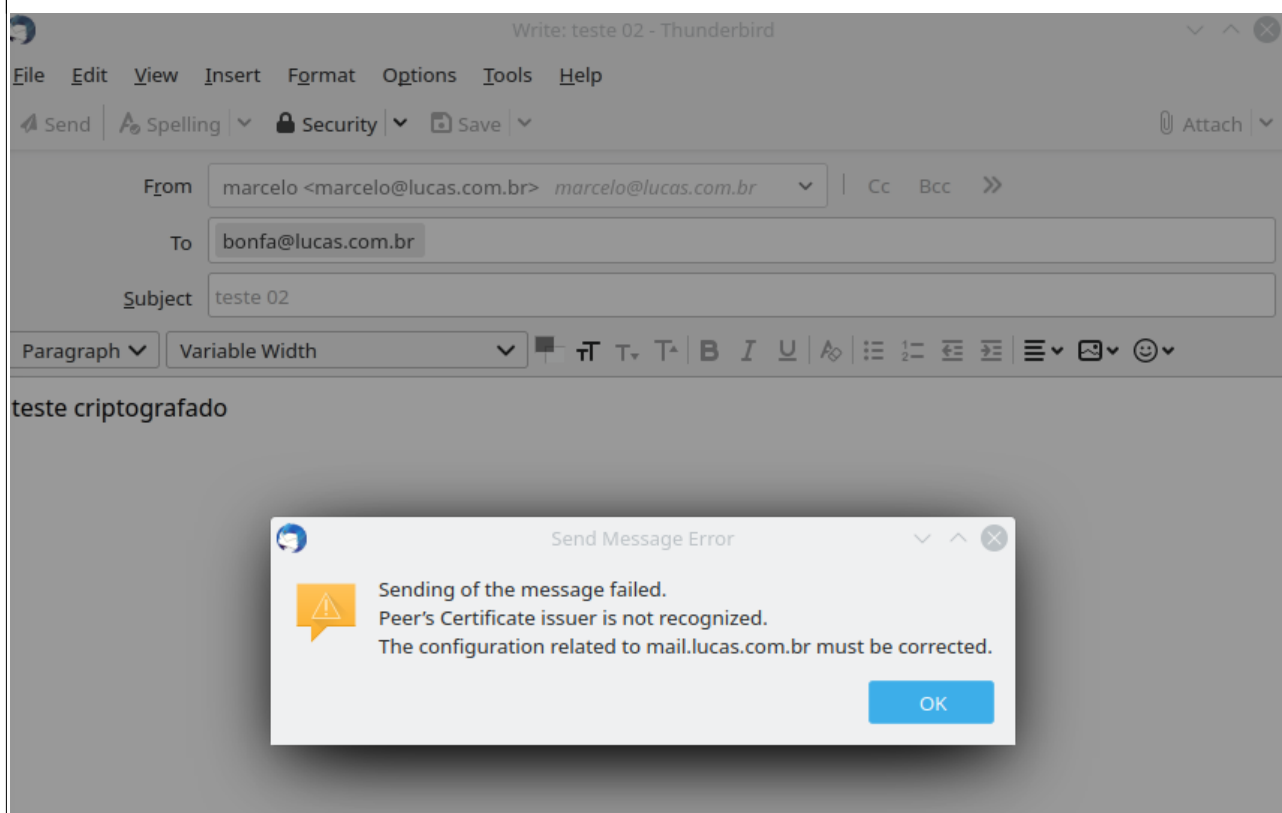 Write: teste 02 - Thunderbird
File Edit View Insert Format Options Tools Help
Send Spelling Security Save Attach
From marcelo <marcelo@lucas.com.br> marcelo@lucas.com.br Cc Bcc
To bonfa@lucas.com.br
Subject teste 02
Paragraph Variable Width
teste criptografado
Send Message Error
Sending of the message failed.
Peer’s Certificate issuer is not recognized.
The configuration related to mail.lucas.com.br must be corrected.
OK